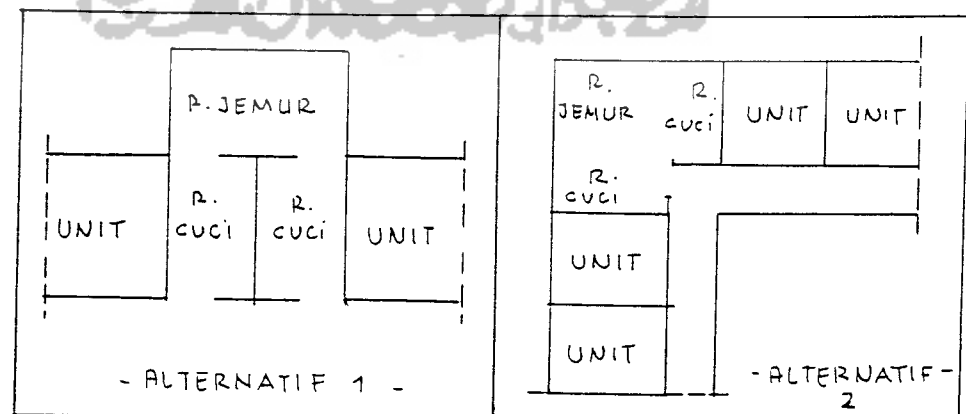 R. JEMUR
UNIT
R.
CUCI
R.
CUCI
UNIT
- ALTERNATIF 1 -
R.
JEMUR
R.
CUCI
UNIT
UNIT
R.
CUCI
UNIT
UNIT
- ALTERNATIF -
2